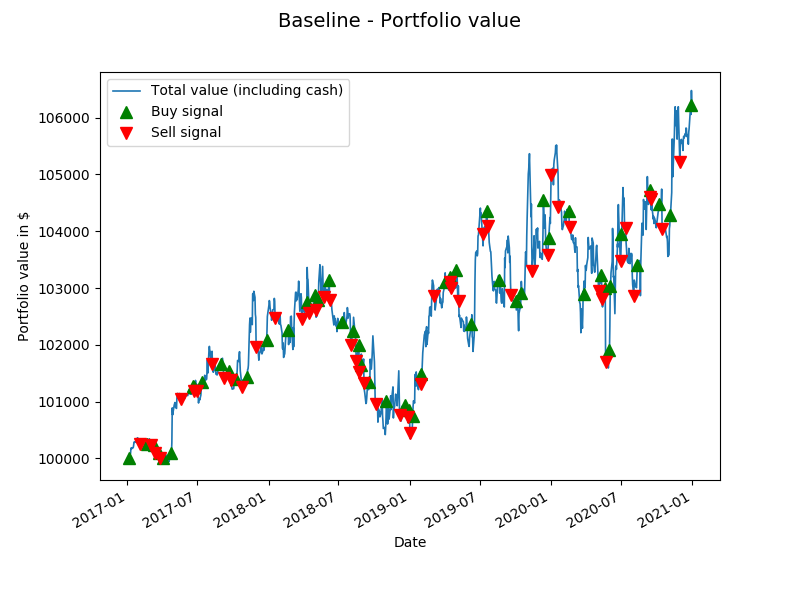 Baseline - Portfolio value
Total value (including cash)
Buy signal
Sell signal
Portfolio value in $
106000
105000
104000
103000
102000
101000
100000
2017-01
2017-07
2018-01
2018-07
2019-01
2019-07
2020-01
2020-07
2021-01
Date